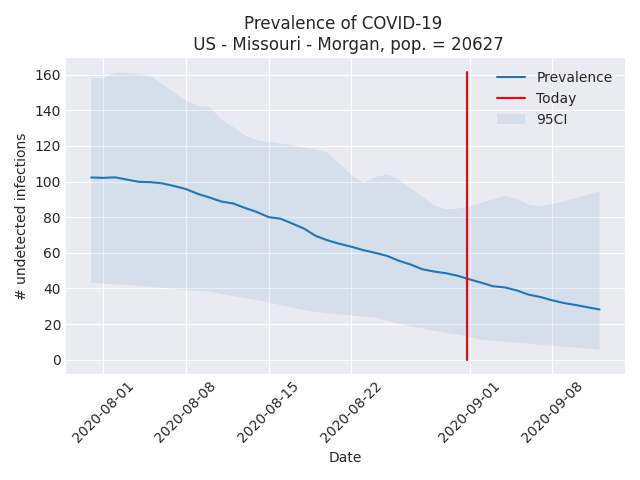 Prevalence of COVID-19
US - Missouri - Morgan, pop. = 20627
Prevalence
Today
95CI
# undetected infections
160
140
120
100
80
60
40
20
0
2020-08-01
2020-08-08
2020-08-15
2020-08-22
2020-09-01
2020-09-08
Date